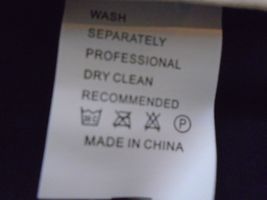 WASH
SEPARATELY
PROFESSIONAL
DRY CLEAN
RECOMMENDED
P
MADE IN CHINA